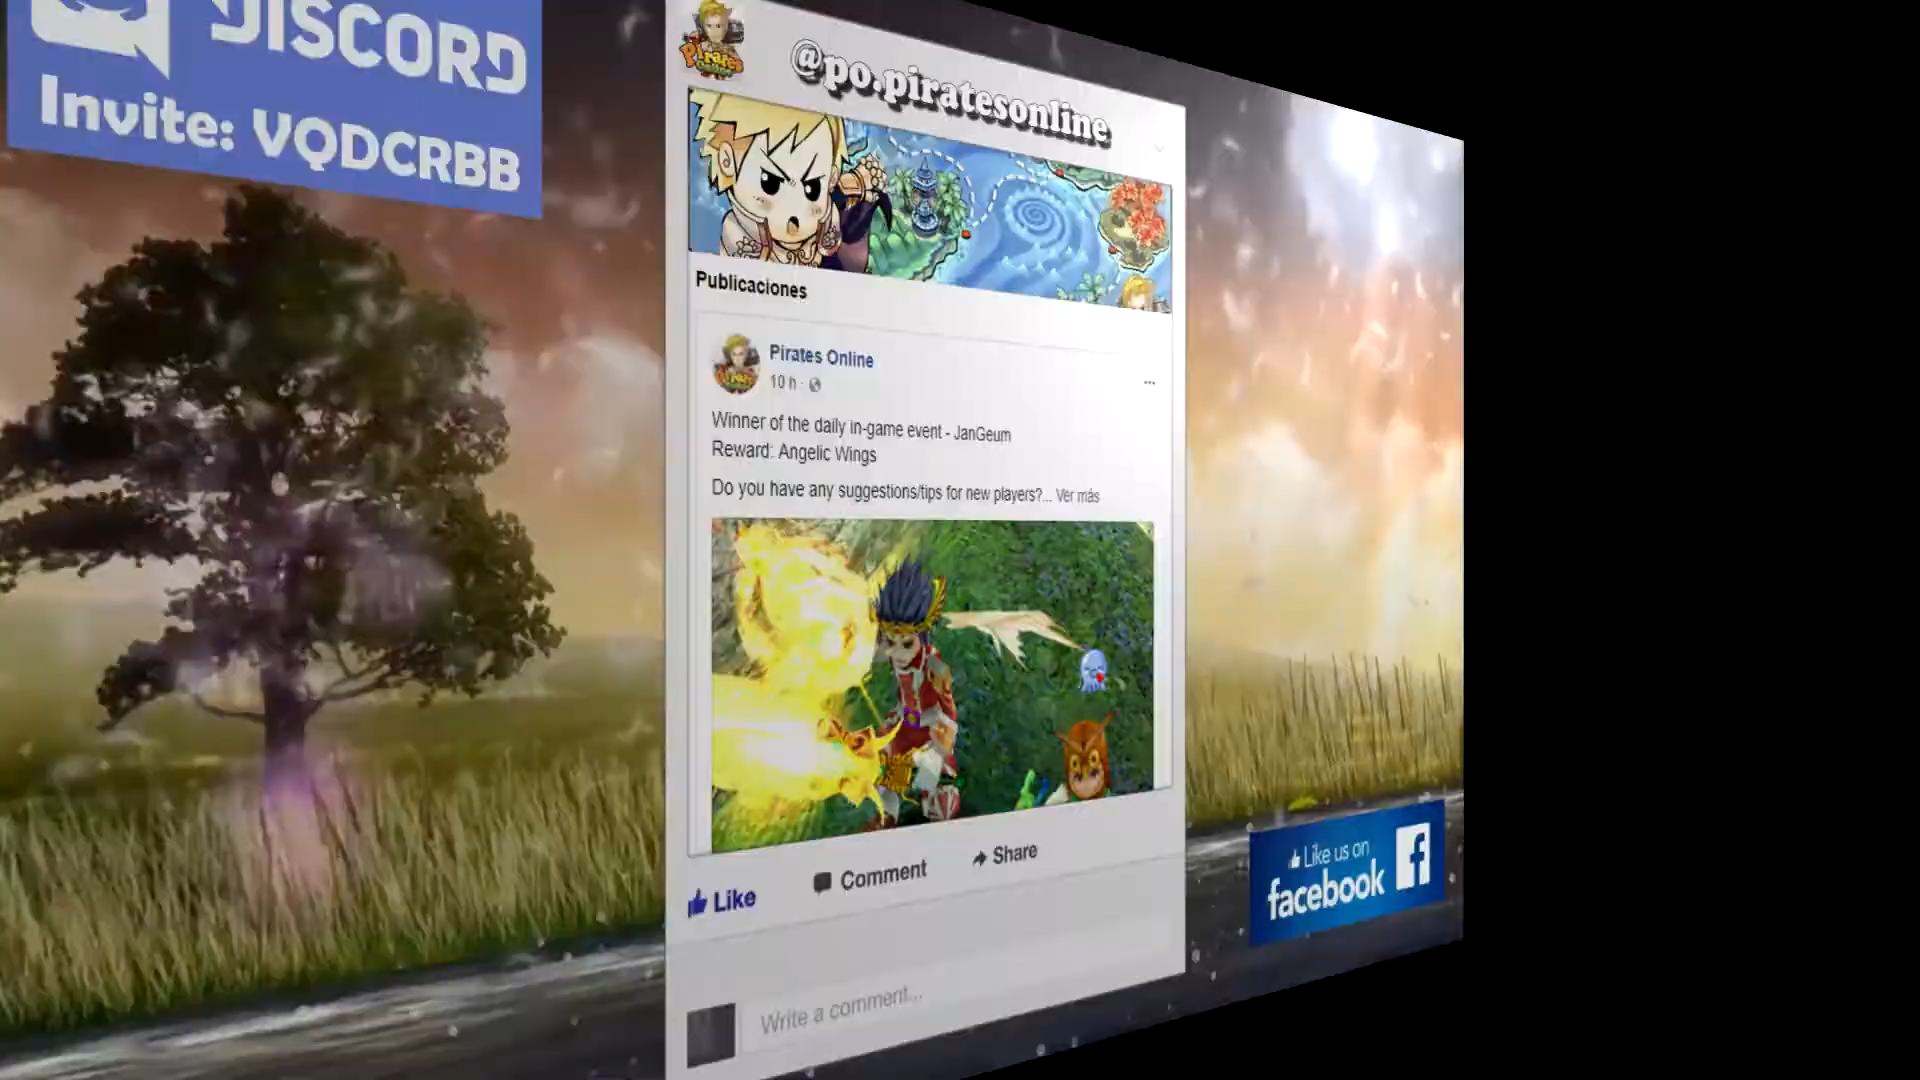 DISCORD
Invite: VQDCRBB
Pirates
Online
@po.piratesonline
Publicaciones
Pirates Online
10 h ·
Winner of the daily in-game event - JanGeum
Reward: Angelic Wings
Do you have any suggestions/tips for new players?... Ver más
Like
Comment
Share
Write a comment...
Like us on
facebook